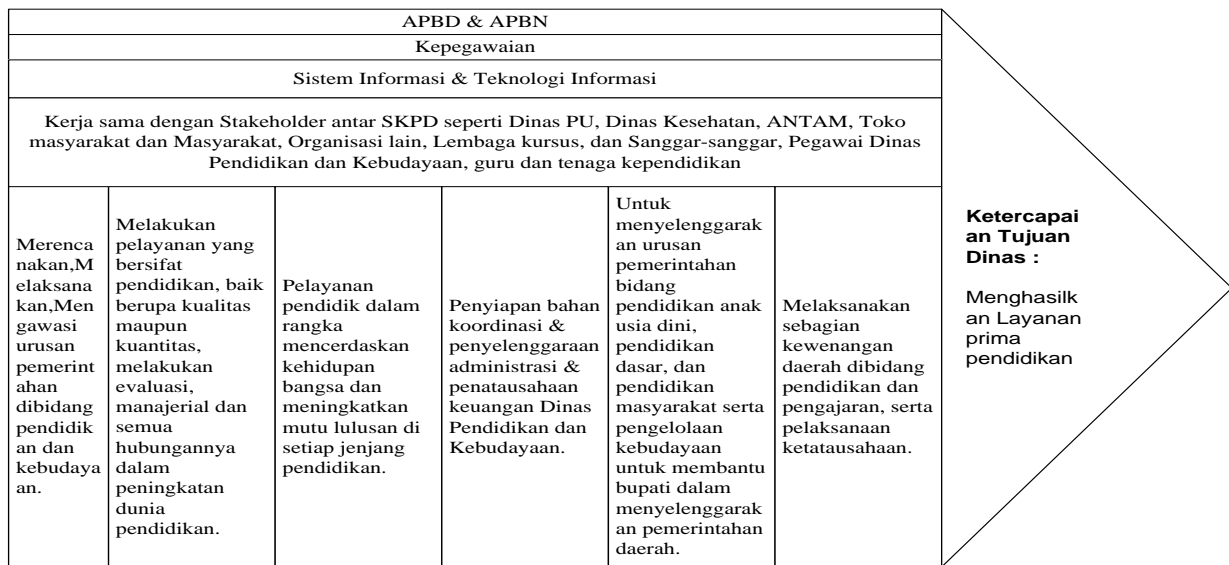 APBD & APBN
Kepegawaian
Sistem Informasi & Teknologi Informasi
Kerja sama dengan Stakeholder antar SKPD seperti Dinas PU, Dinas Kesehatan, ANTAM, Toko
masyarakat dan Masyarakat, Organisasi lain, Lembaga kursus, dan Sanggar-sanggar, Pegawai Dinas
Pendidikan dan Kebudayaan, guru dan tenaga kependidikan
Merenca
nakan,M
elaksana
kan,Men
gawasi
urusan
pemerint
ahan
dibidang
pendidik
an dan
kebudaya
an.
Melakukan
pelayanan yang
bersifat
pendidikan, baik
berupa kualitas
maupun
kuantitas,
melakukan
evaluasi,
manajerial dan
semua
hubungannya
dalam
peningkatan
dunia
pendidikan.
Pelayanan
pendidik dalam
rangka
mencerdaskan
kehidupan
bangsa dan
meningkatkan
mutu lulusan di
setiap jenjang
pendidikan.
Penyiapan bahan
koordinasi &
penyelenggaraan
administrasi &
penatausahaan
keuangan Dinas
Pendidikan dan
Kebudayaan.
Untuk
menyelenggarak
an urusan
pemerintahan
bidang
pendidikan anak
usia dini,
pendidikan
dasar, dan
pendidikan
masyarakat serta
pengelolaan
kebudayaan
untuk membantu
bupati dalam
menyelenggarak
an pemerintahan
daerah.
Melaksanakan
sebagian
kewenangan
daerah dibidang
pendidikan dan
pengajaran, serta
pelaksanaan
ketatausahaan.
Ketercapai
an Tujuan
Dinas :
Menghasilk
an Layanan
prima
pendidikan